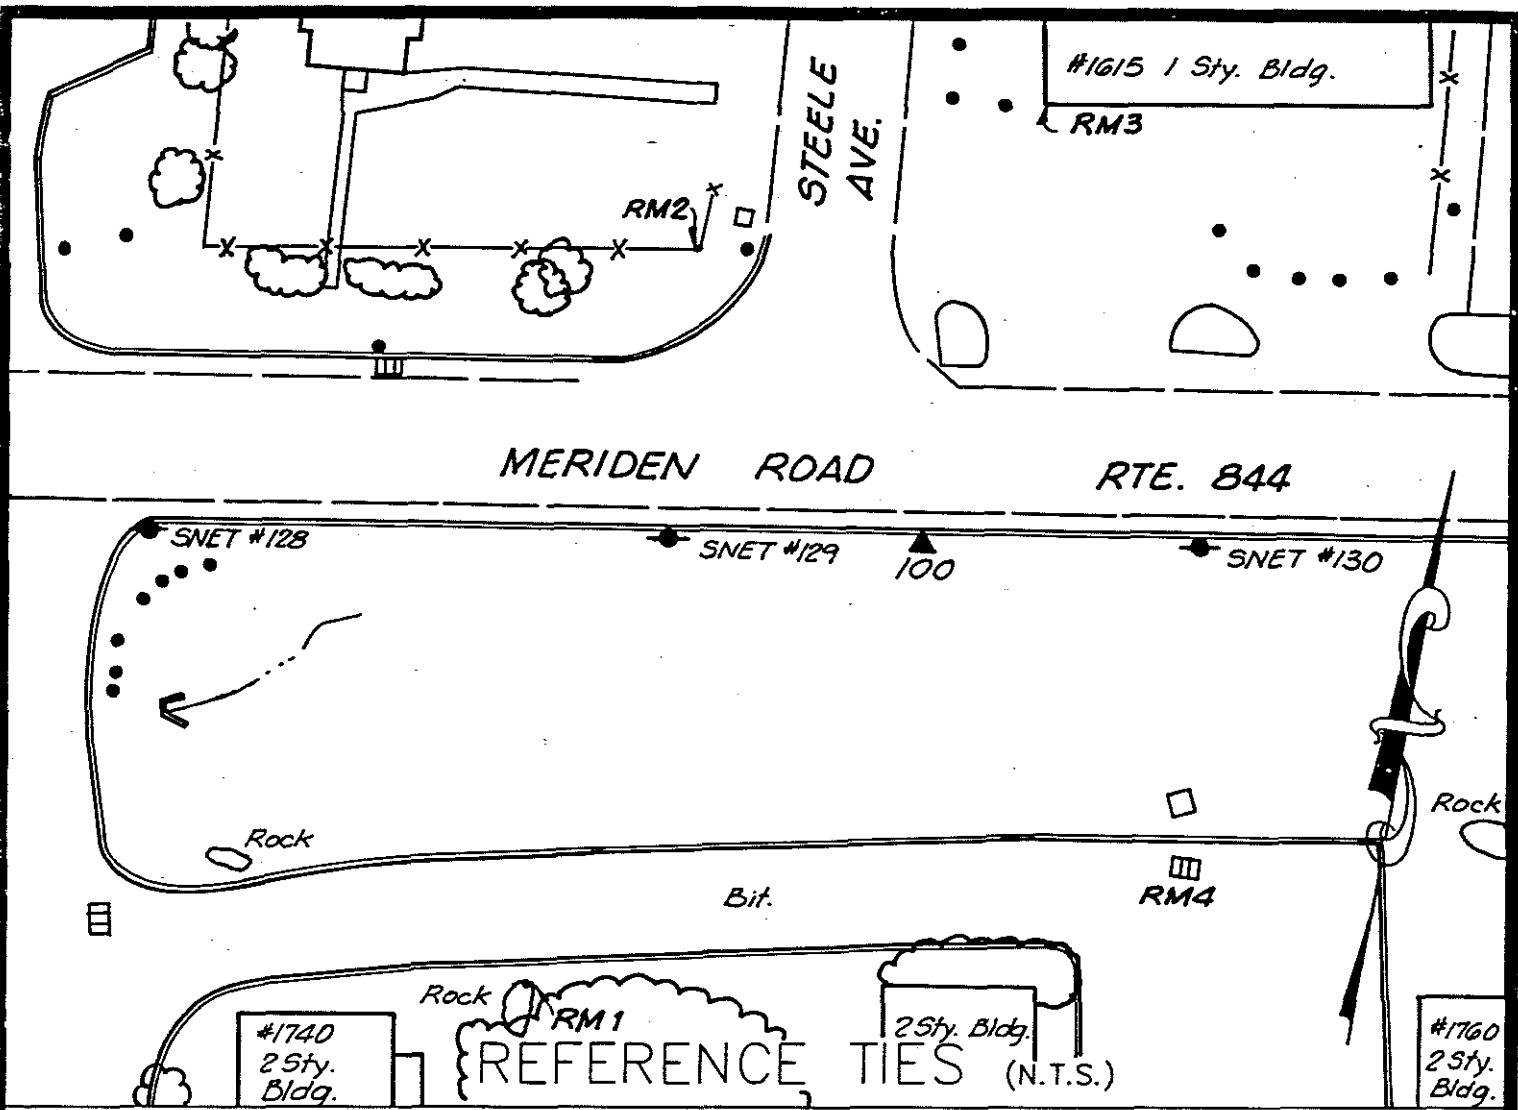 #1615 1 Sty. Bldg.
STEELE
AVE.
RM3
RM2
MERIDEN ROAD RTE. 844
SNET #128
SNET #129
100
SNET #130
Rock
Rock
Bit.
RM4
Rock
RM1
#1740
2 Sty.
Bldg.
2 Sty. Bldg.
#1760
2 Sty.
Bldg.
REFERENCE TIES (N.T.S.)